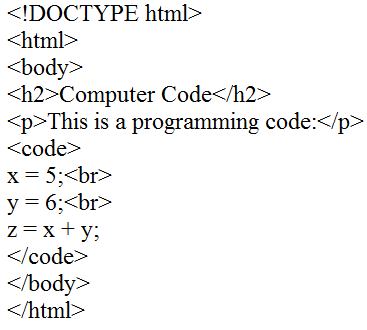 <!DOCTYPE html>
<html>
<body>
<h2>Computer Code</h2>
<p>This is a programming code:</p>
<code>
x = 5;<br>
y = 6;<br>
z = x + y;
</code>
</body>
</html>